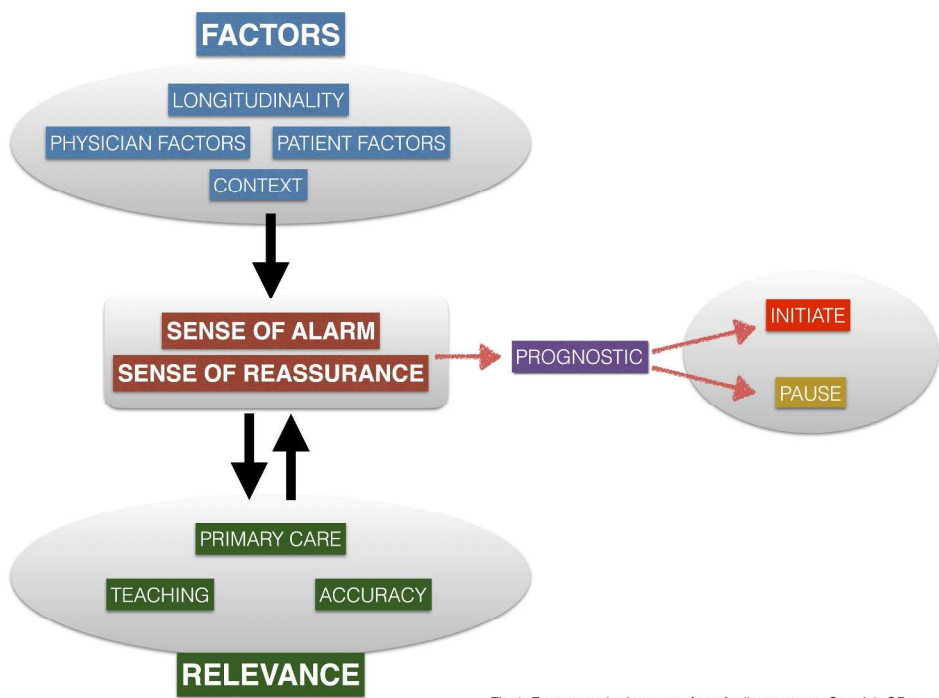 FACTORS
LONGITUDINALITY
PHYSICIAN FACTORS PATIENT FACTORS
CONTEXT
SENSE OF ALARM
SENSE OF REASSURANCE
PROGNOSTIC
INITIATE
PAUSE
PRIMARY CARE
TEACHING ACCURACY
RELEVANCE